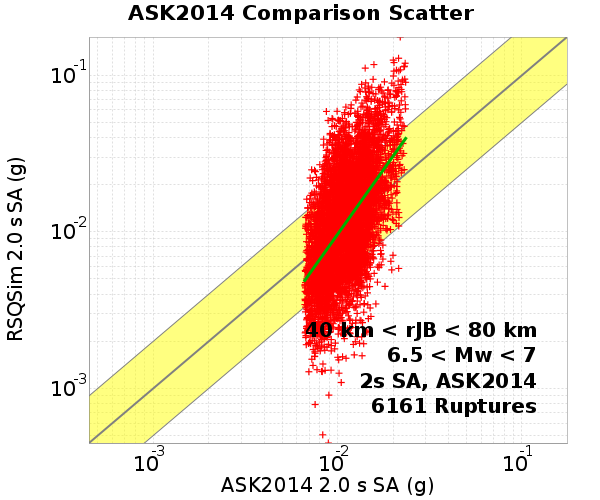 ASK2014 Comparison Scatter
RSQSim 2.0 s SA (g)
10-1
10-2
10-3
40 km < rJB < 80 km
6.5 < Mw < 7
2s SA, ASK2014
6161 Ruptures
10-3 10-2 10-1
ASK2014 2.0 s SA (g)